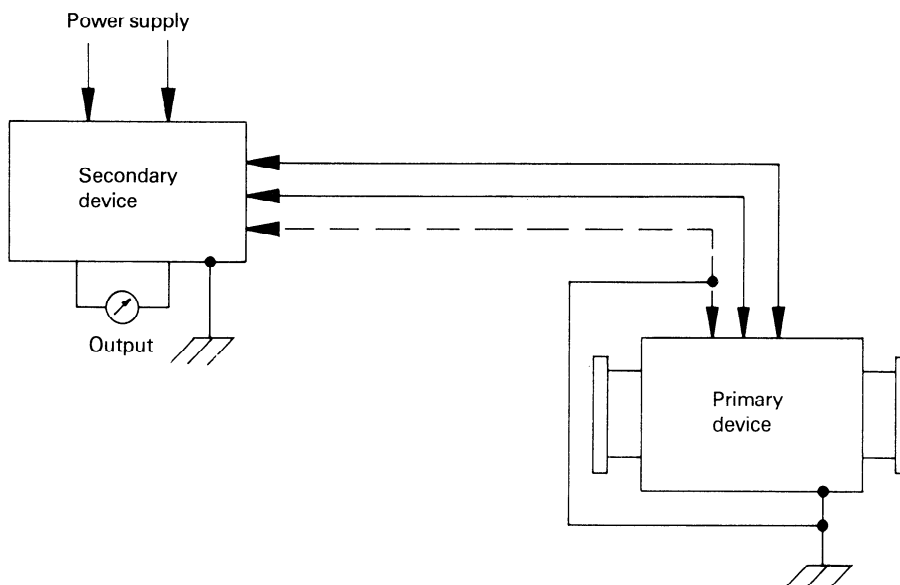 Power supply
Secondary
device
Output
Primary
device